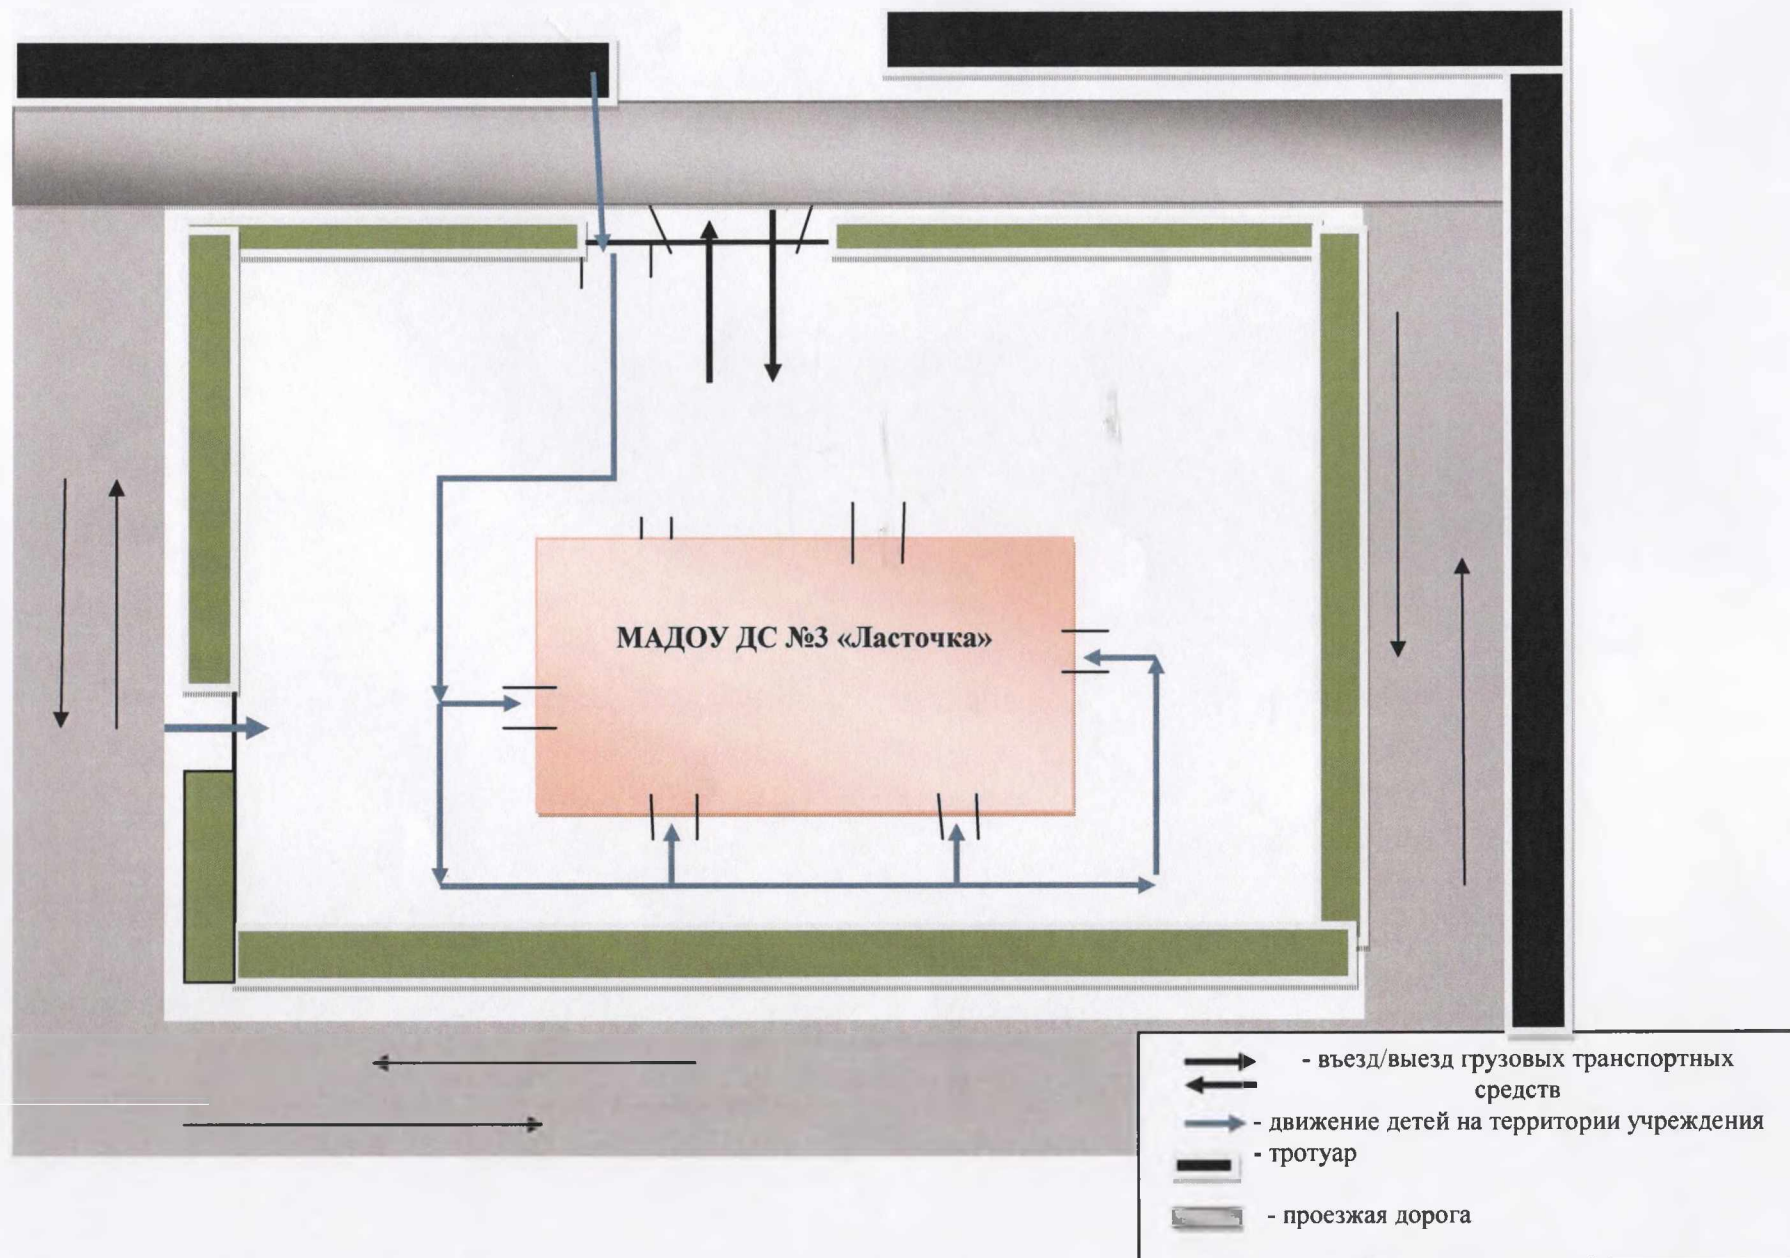 МАДОУ ДС №3 «Ласточка»
- въезд/выезд грузовых транспортных
средств
- движение детей на территории учреждения
- тротуар
- проезжая дорога